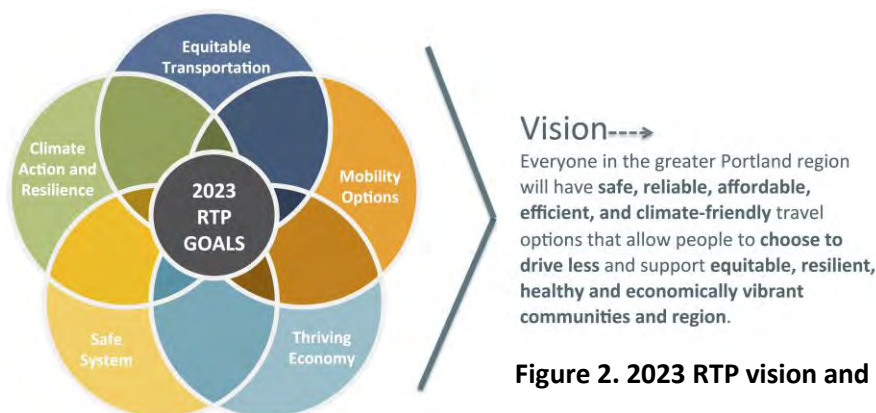 Equitable
Transportation
Climate
Action and
Resilience
Mobility
Options
2023
RTP
GOALS
Safe
System
Thriving
Economy
Vision---→
Everyone in the greater Portland region
will have safe, reliable, affordable,
efficient, and climate-friendly travel
options that allow people to choose to
drive less and support equitable, resilient,
healthy and economically vibrant
communities and region.
Figure 2. 2023 RTP vision and